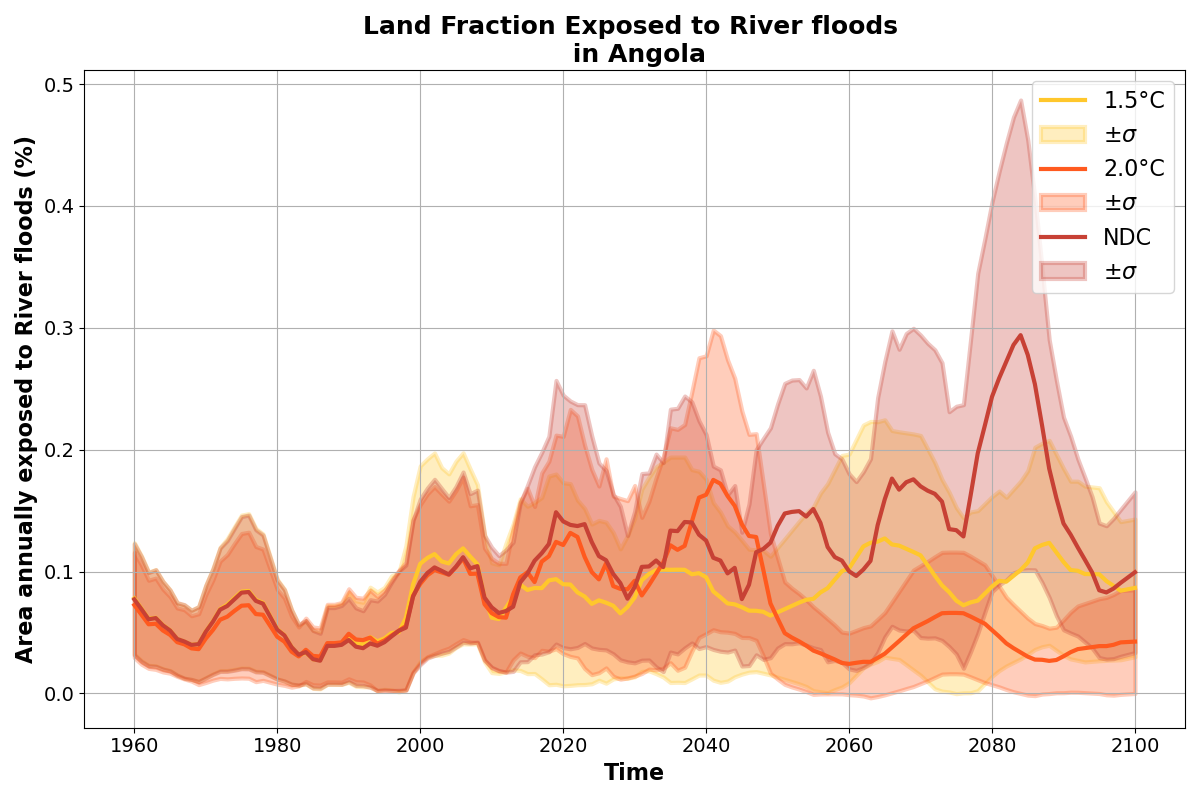 Land Fraction Exposed to River floods
in Angola
Area annually exposed to River floods (%)
0.5
0.4
0.3
0.2
0.1
0.0
1960
1980
2000
2020
2040
2060
2080
2100
Time
1.5°C
±σ
2.0°C
±σ
NDC
±σ